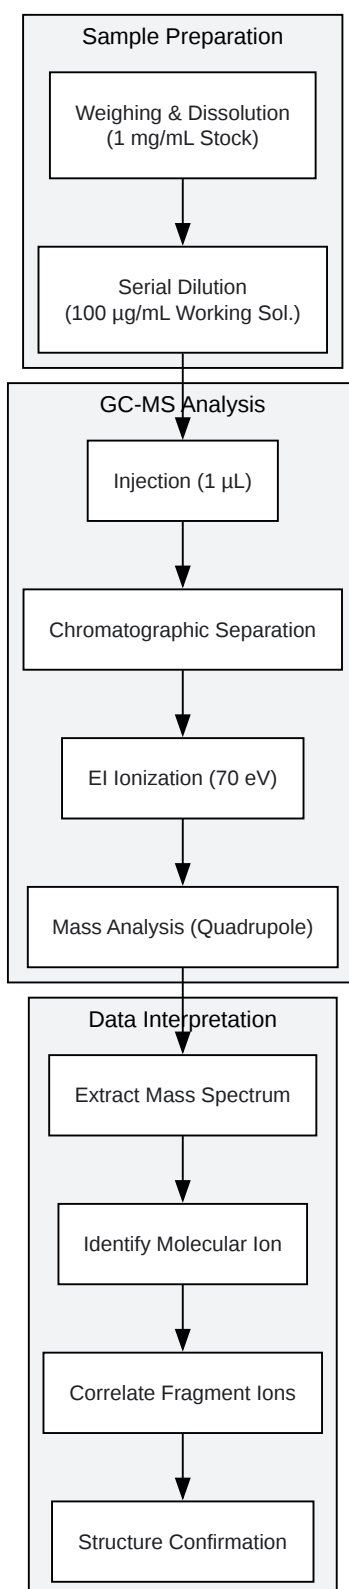 Sample Preparation
Weighing & Dissolution
(1 mg/mL Stock)
Serial Dilution
(100 µg/mL Working Sol.)
GC-MS Analysis
Injection (1 µL)
Chromatographic Separation
EI Ionization (70 eV)
Mass Analysis (Quadrupole)
Data Interpretation
Extract Mass Spectrum
Identify Molecular Ion
Correlate Fragment Ions
Structure Confirmation